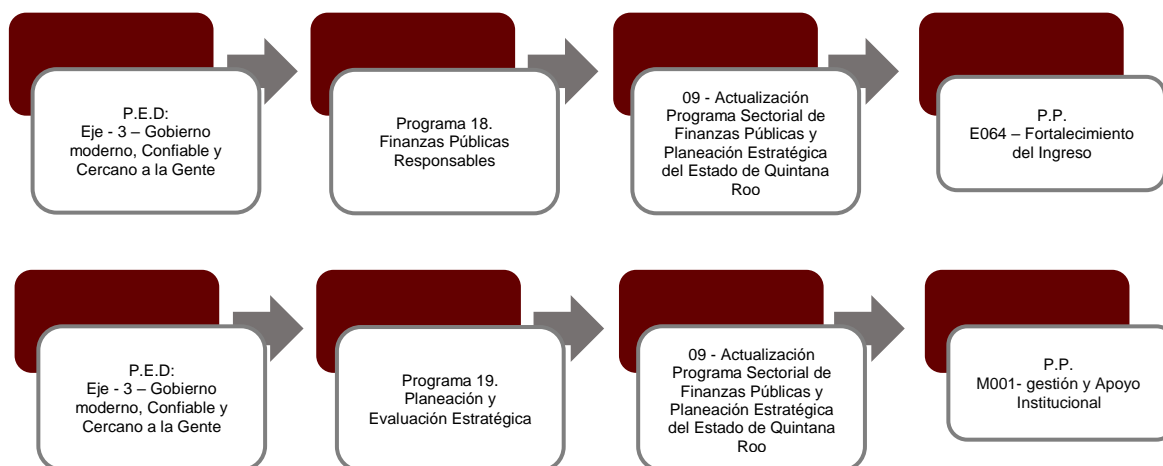 P.E.D:
Eje - 3 – Gobierno
moderno, Confiable y
Cercano a la Gente
Programa 18.
Finanzas Públicas
Responsables
09 - Actualización
Programa Sectorial de
Finanzas Públicas y
Planeación Estratégica
del Estado de Quintana
Roo
P.P.
E064 – Fortalecimiento
del Ingreso
P.E.D:
Eje - 3 – Gobierno
moderno, Confiable y
Cercano a la Gente
Programa 19.
Planeación y
Evaluación Estratégica
09 - Actualización
Programa Sectorial de
Finanzas Públicas y
Planeación Estratégica
del Estado de Quintana
Roo
P.P.
M001- gestión y Apoyo
Institucional